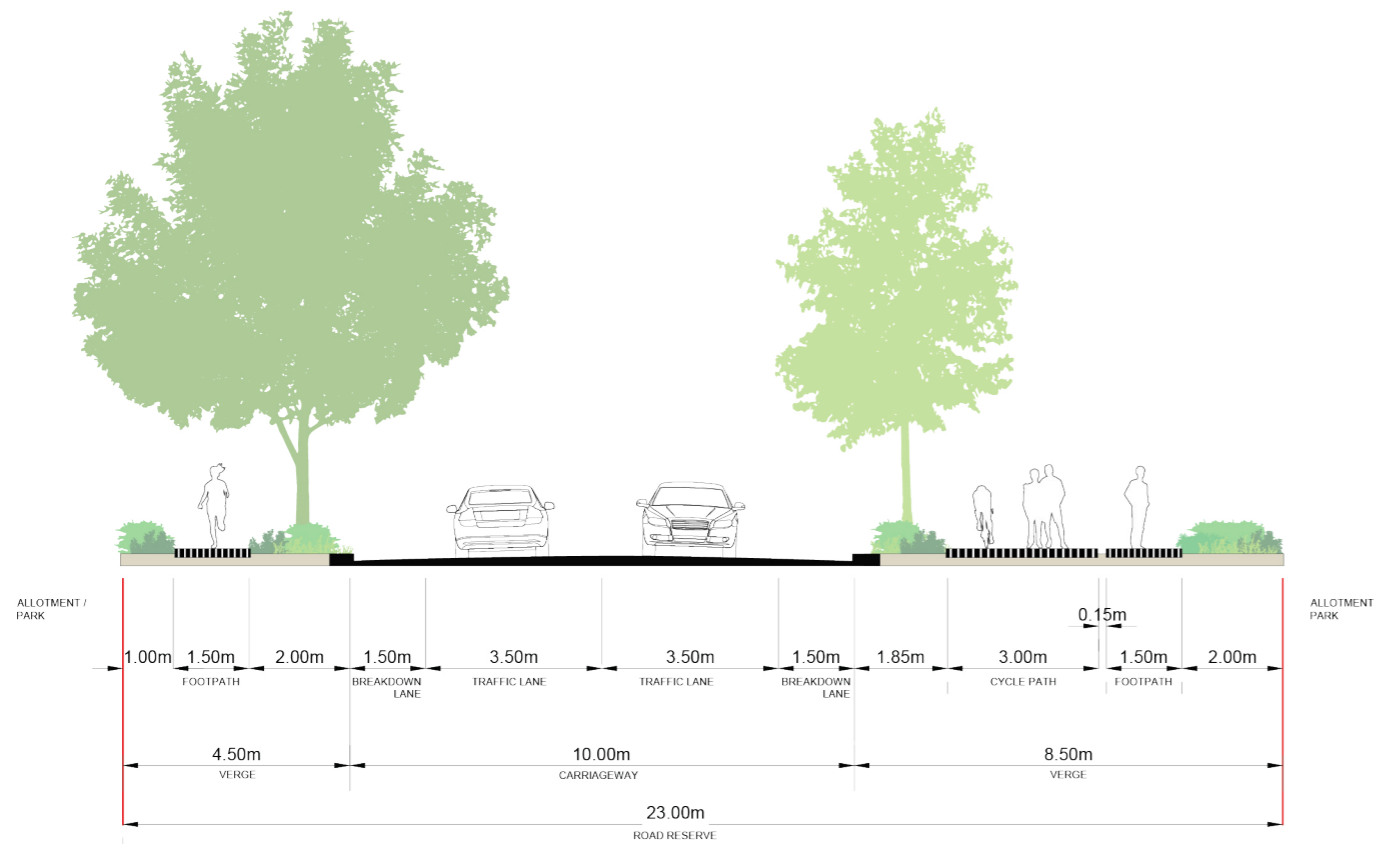 ALLOTMENT /
PARK
ALLOTMENT
PARK
0.15m
1.00m 1.50m 2.00m 1.50m 3.50m 3.50m 1.50m 1.85m 3.00m 1.50m 2.00m
FOOTPATH BREAKDOWN TRAFFIC LANE TRAFFIC LANE BREAKDOWN CYCLE PATH FOOTPATH
LANE LANE
4.50m 10.00m 8.50m
VERGE CARRIAGEWAY VERGE
23.00m
ROAD RESERVE